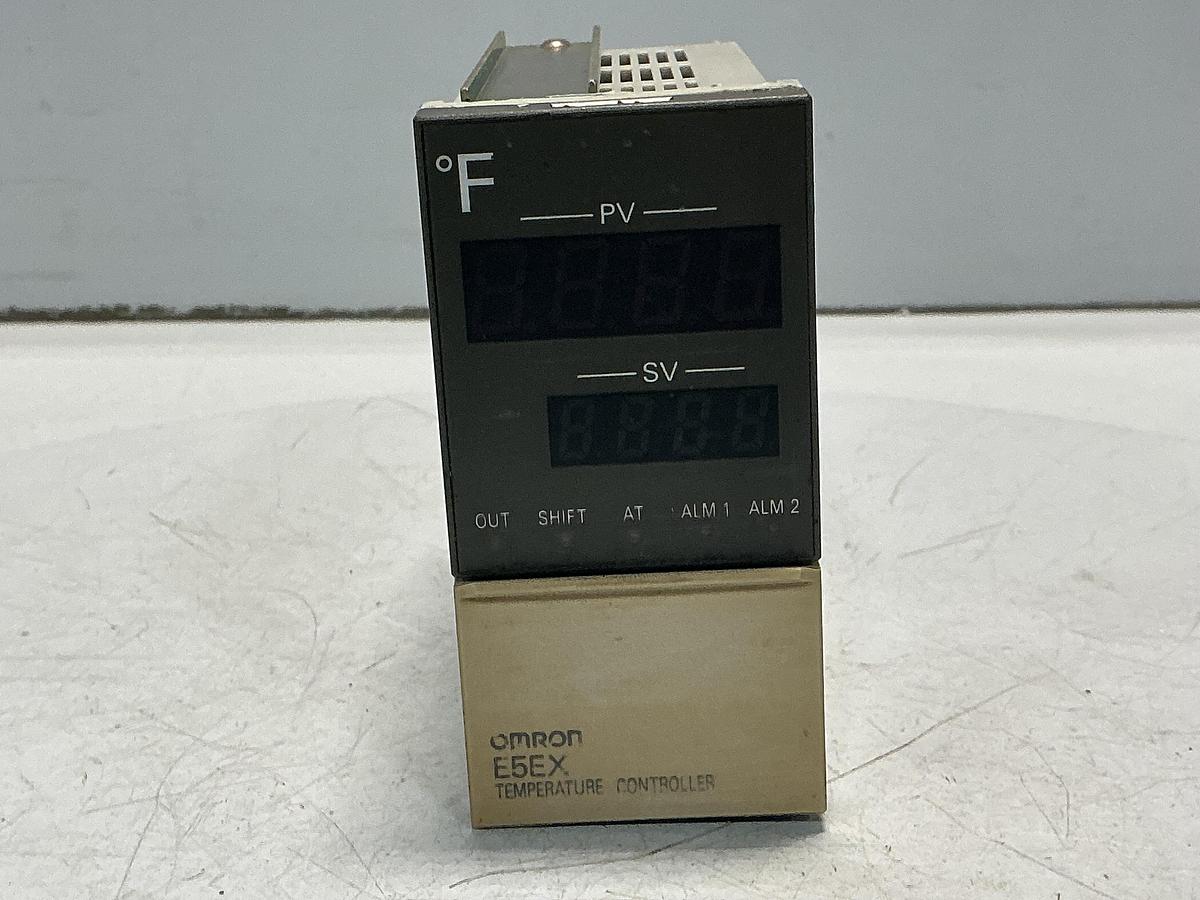 °F
PV
SV
OUT SHIFT AT ALM 1 ALM 2
OMRON
E5EX
TEMPERATURE CONTROLLER